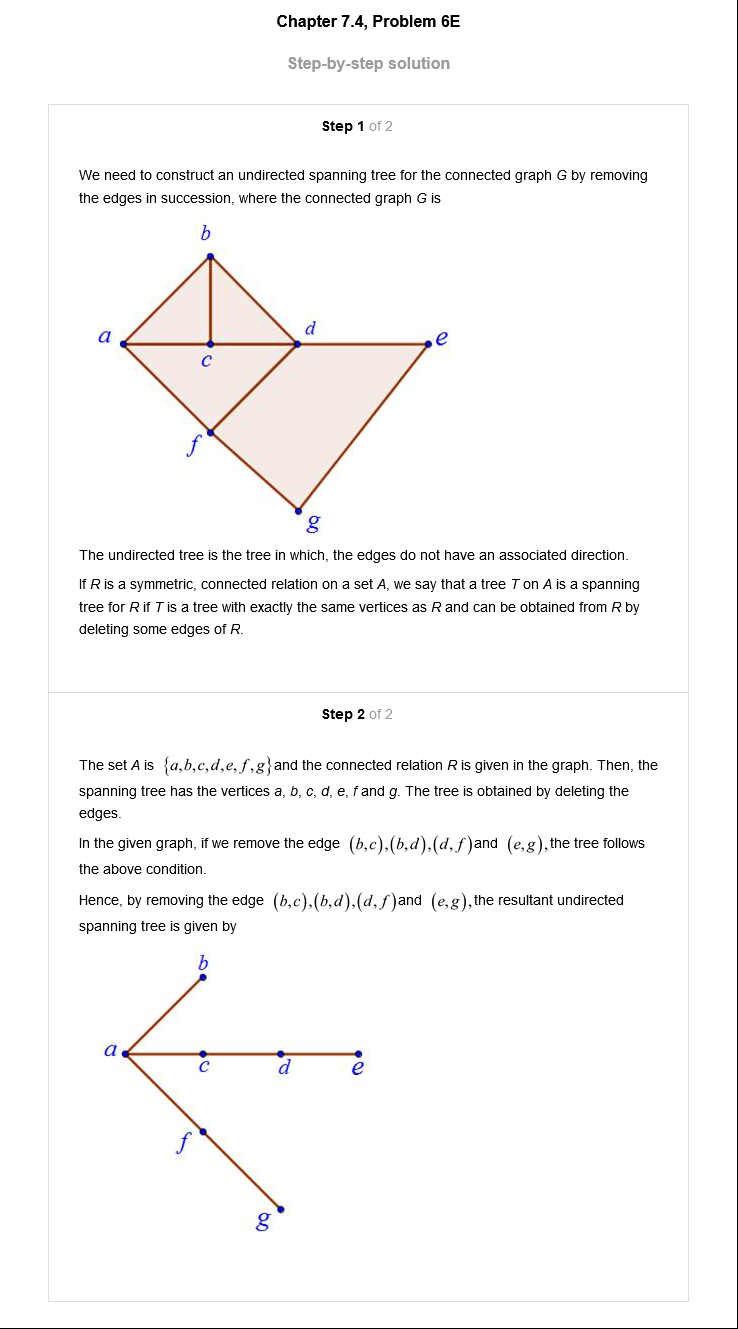 Chapter 7.4, Problem 6E
Step-by-step solution
Step 1 of 2
We need to construct an undirected spanning tree for the connected graph G by removing
the edges in succession, where the connected graph G is
b
a
d
e
c
f
g
The undirected tree is the tree in which, the edges do not have an associated direction.
If R is a symmetric, connected relation on a set A, we say that a tree T on A is a spanning
tree for R if T is a tree with exactly the same vertices as R and can be obtained from R by
deleting some edges of R.
Step 2 of 2
The set A is {a,b,c,d,e,f,g} and the connected relation R is given in the graph. Then, the
spanning tree has the vertices a, b, c, d, e, f and g. The tree is obtained by deleting the
edges.
In the given graph, if we remove the edge (b,c),(b,d),(d,f) and (e,g), the tree follows
the above condition.
Hence, by removing the edge (b,c),(b,d),(d,f) and (e,g), the resultant undirected
spanning tree is given by
b
a
c
d
e
f
g